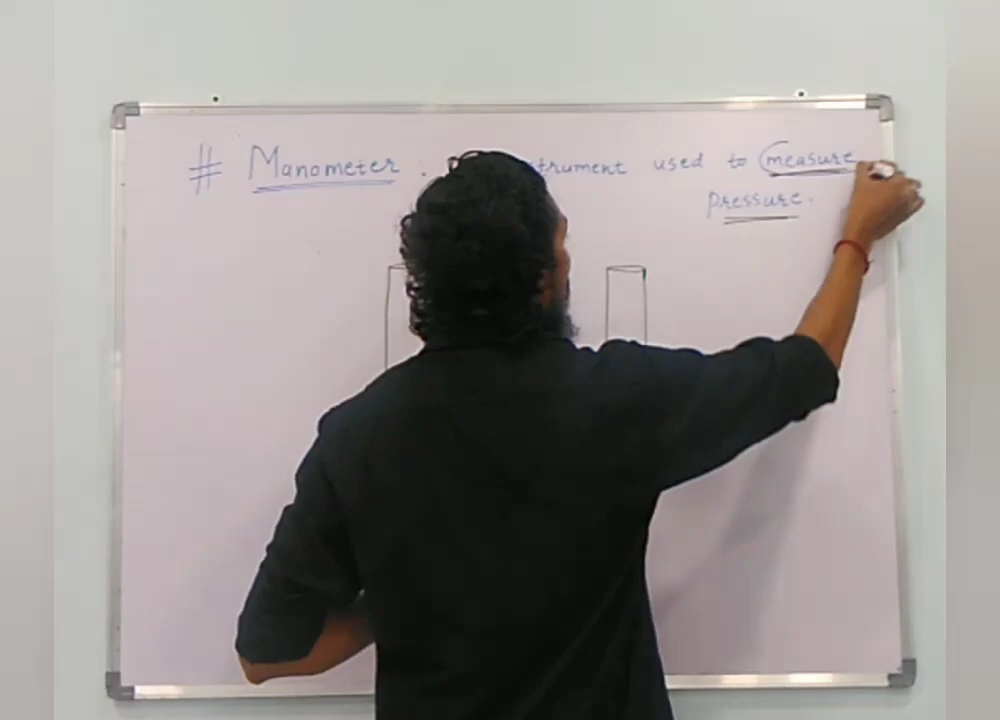 # Manometer : strument used to (measure
pressure.